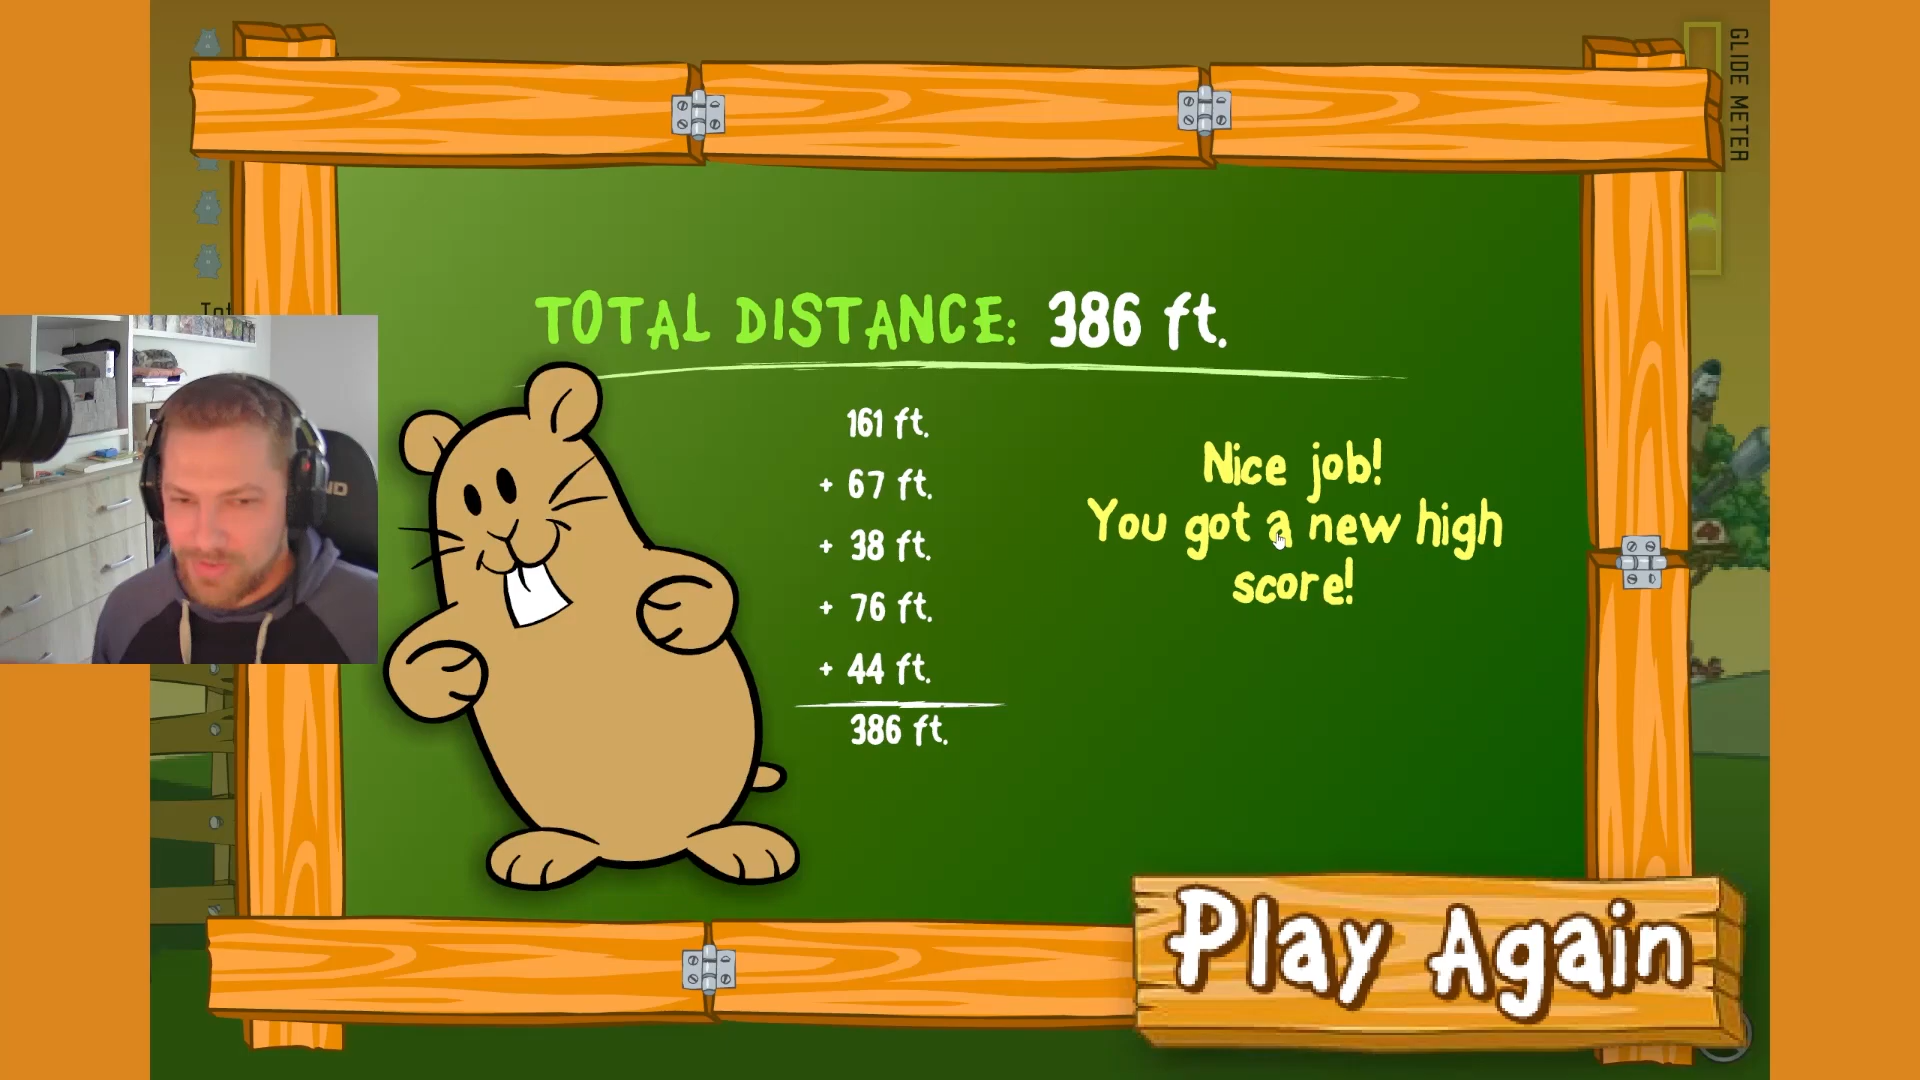 GLIDE METER
Tot
TOTAL DISTANCE: 386 ft.
161 ft.
+ 67 ft.
+ 38 ft.
+ 76 ft.
+ 44 ft.
386 ft.
Nice job!
You got a new high
score!
Play Again